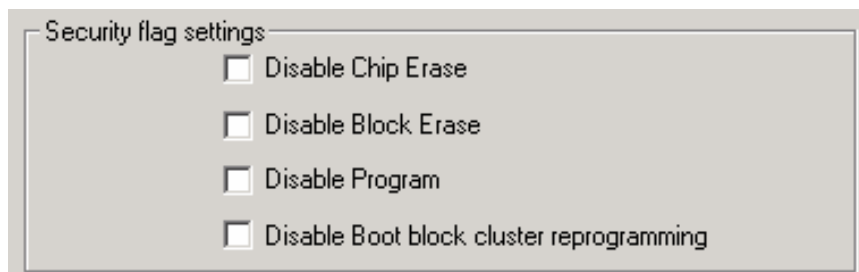 Security flag settings
Disable Chip Erase
Disable Block Erase
Disable Program
Disable Boot block cluster reprogramming